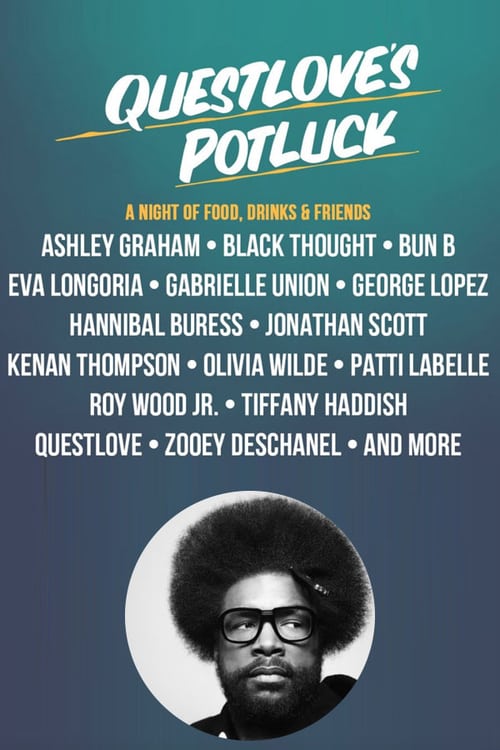 QUESTLOVE'S
POTLUCK
A NIGHT OF FOOD, DRINKS & FRIENDS
ASHLEY GRAHAM • BLACK THOUGHT • BUN B
EVA LONGORIA • GABRIELLE UNION • GEORGE LOPEZ
HANNIBAL BURESS • JONATHAN SCOTT
KENAN THOMPSON • OLIVIA WILDE • PATTI LABELLE
ROY WOOD JR. • TIFFANY HADDISH
QUESTLOVE • ZOOEY DESCHANEL • AND MORE